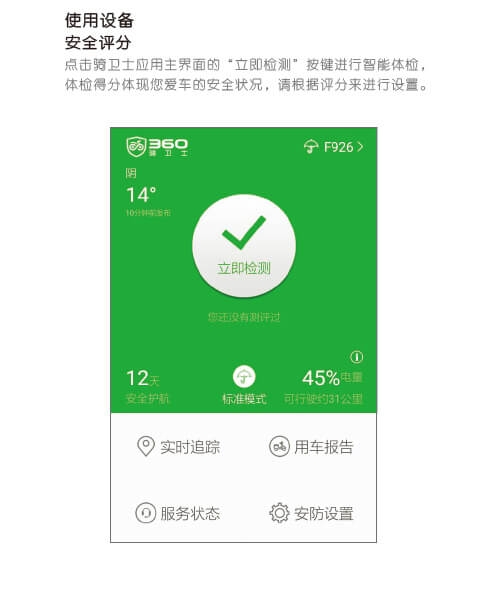 使用设备
安全评分
点击骑卫士应用主界面的“立即检测”按键进行智能体检，
体检得分体现您爱车的安全状况，请根据评分来进行设置。
360
骑卫士
F926
阴
14°
10分钟前发布
立即检测
您还没有测评过
12天
45%电量
安全护航
标准模式
可行驶约31公里
实时追踪
用车报告
服务状态
安防设置